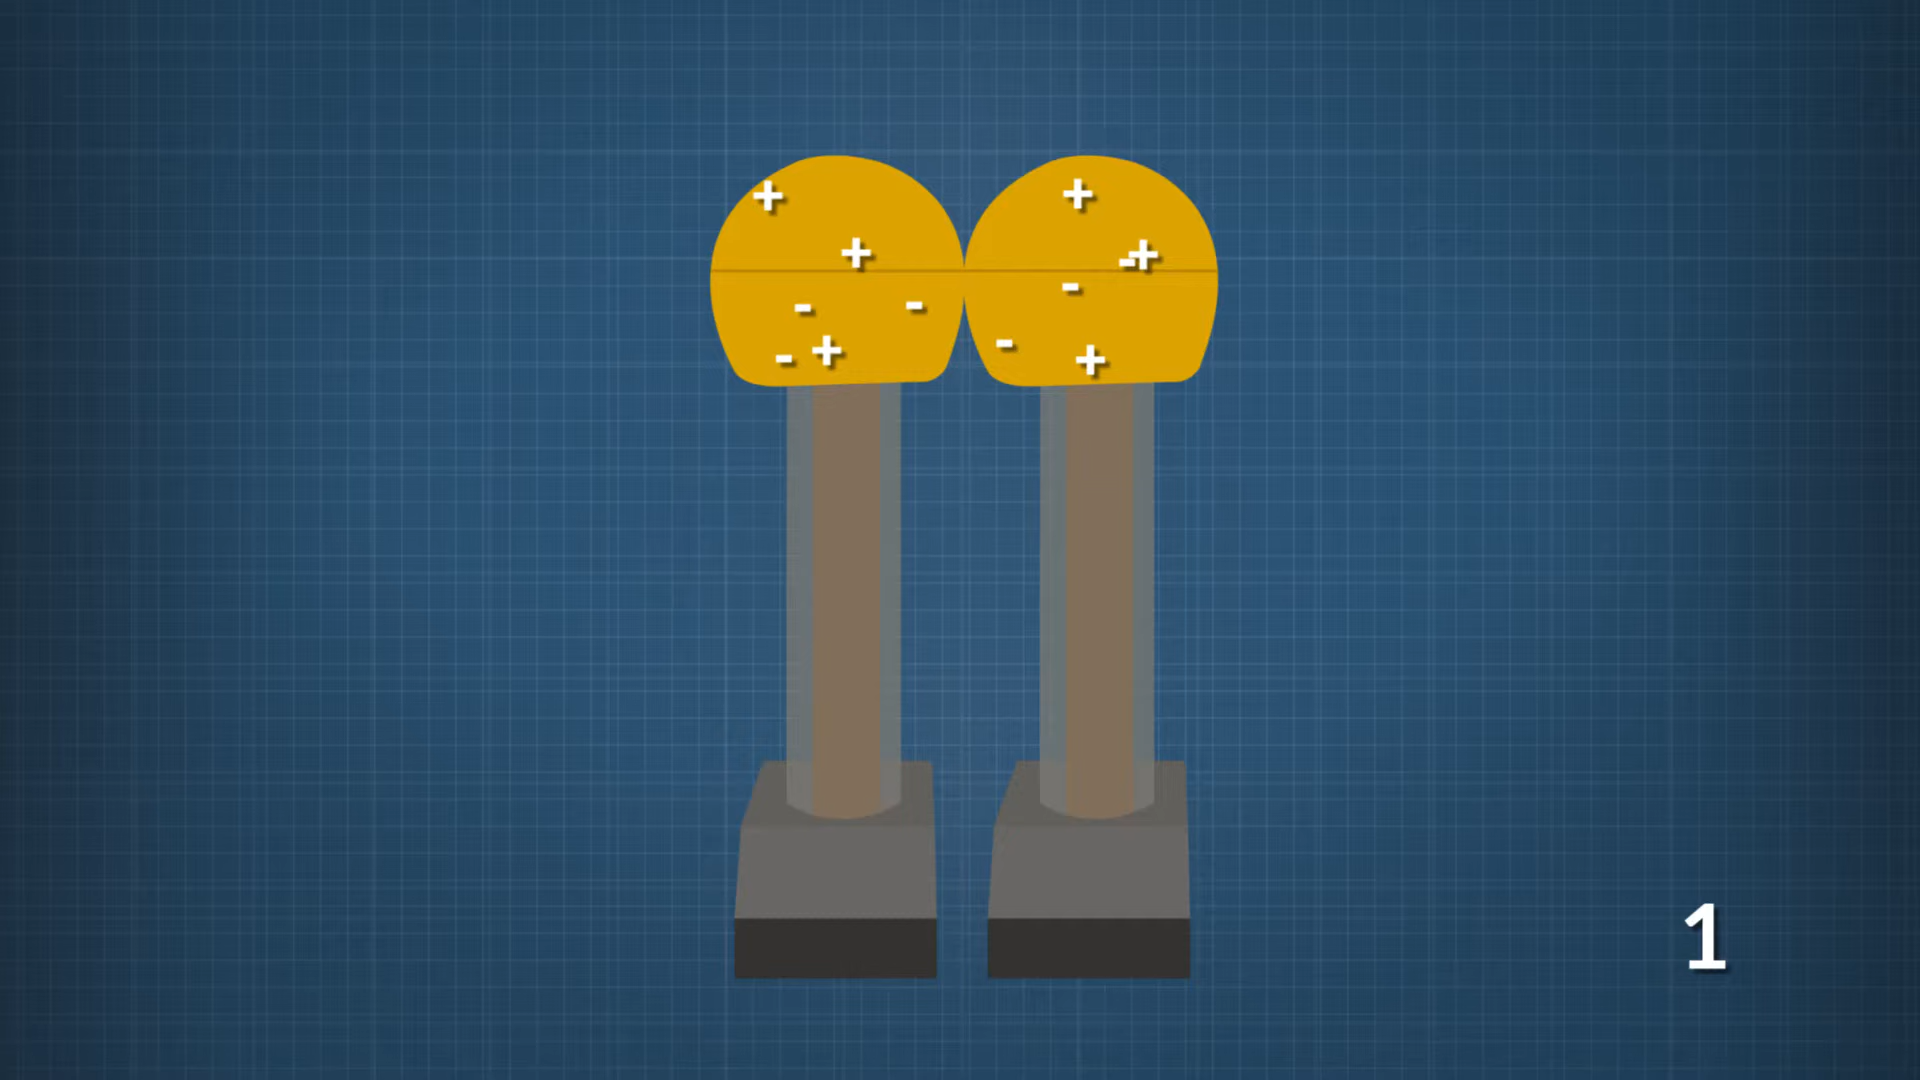 + +
+ -+
- - -
- + - +
1